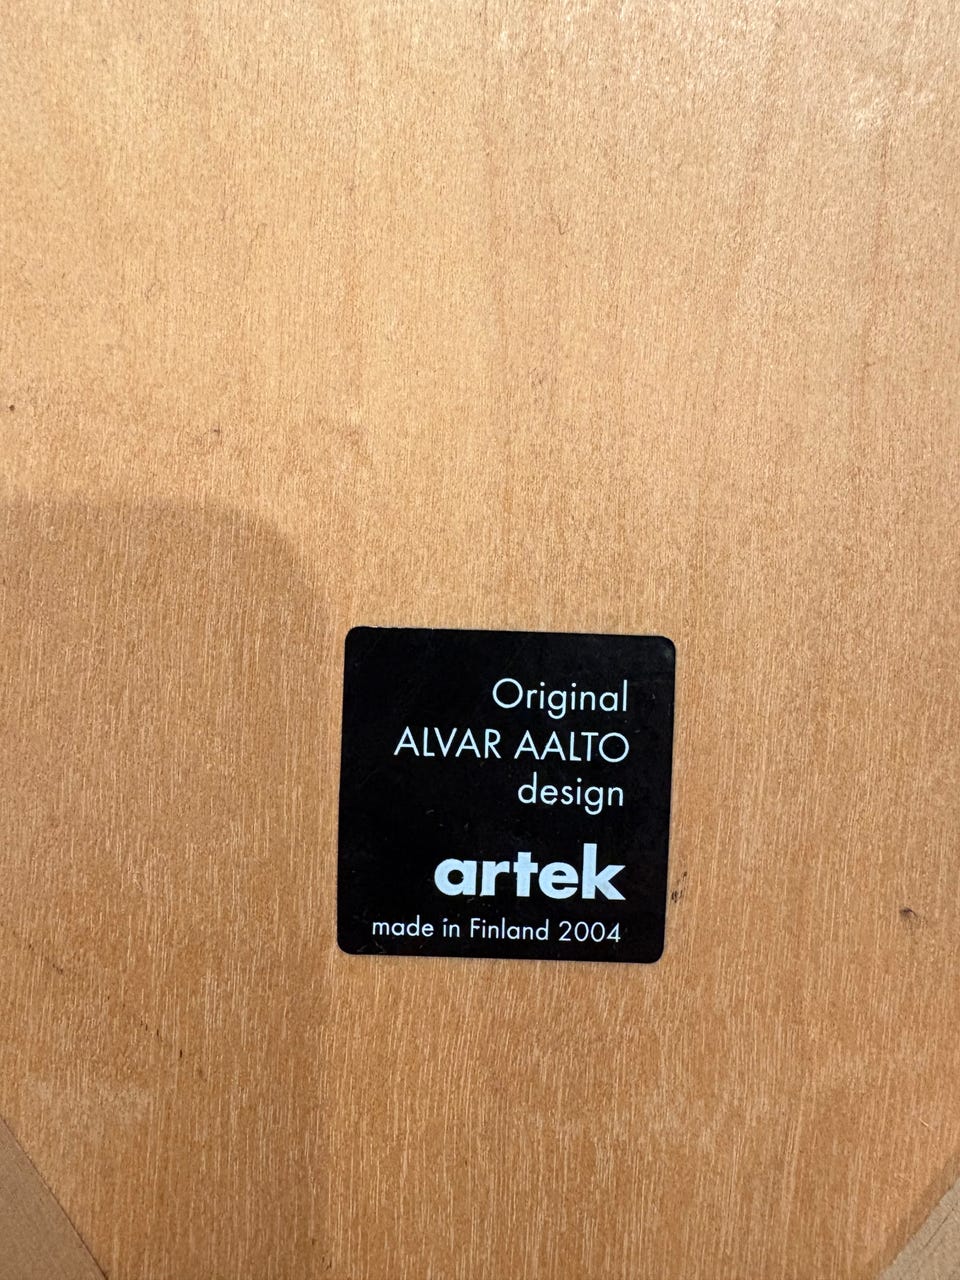 Original
ALVAR AALTO
design
artek
made in Finland 2004